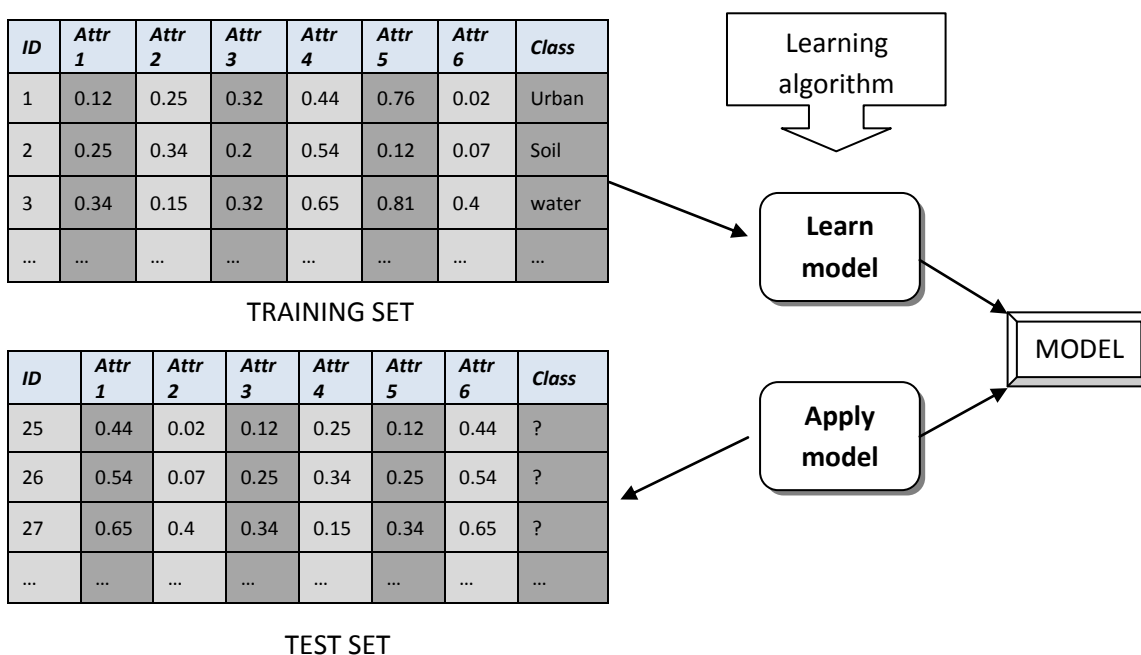 ID Attr 1 Attr 2 Attr 3 Attr 4 Attr 5 Attr 6 Class
1 0.12 0.25 0.32 0.44 0.76 0.02 Urban
2 0.25 0.34 0.2 0.54 0.12 0.07 Soil
3 0.34 0.15 0.32 0.65 0.81 0.4 water
... ... ... ... ... ... ... ...
TRAINING SET
Learning
algorithm
Learn
model
MODEL
Apply
model
ID Attr 1 Attr 2 Attr 3 Attr 4 Attr 5 Attr 6 Class
25 0.44 0.02 0.12 0.25 0.12 0.44 ?
26 0.54 0.07 0.25 0.34 0.25 0.54 ?
27 0.65 0.4 0.34 0.15 0.34 0.65 ?
... ... ... ... ... ... ... ...
TEST SET